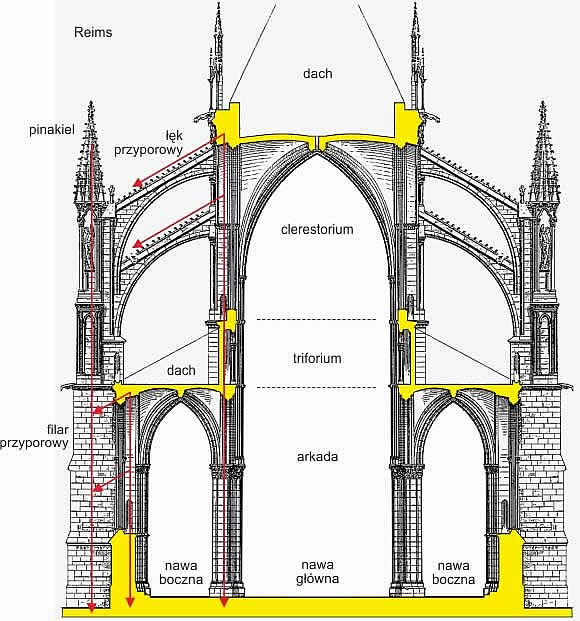 Reims
dach
pinakiel
łęk
przyporowy
clerestorium
triforium
dach
filar
przyporowy
arkada
nawa
boczna
nawa
główna
nawa
boczna